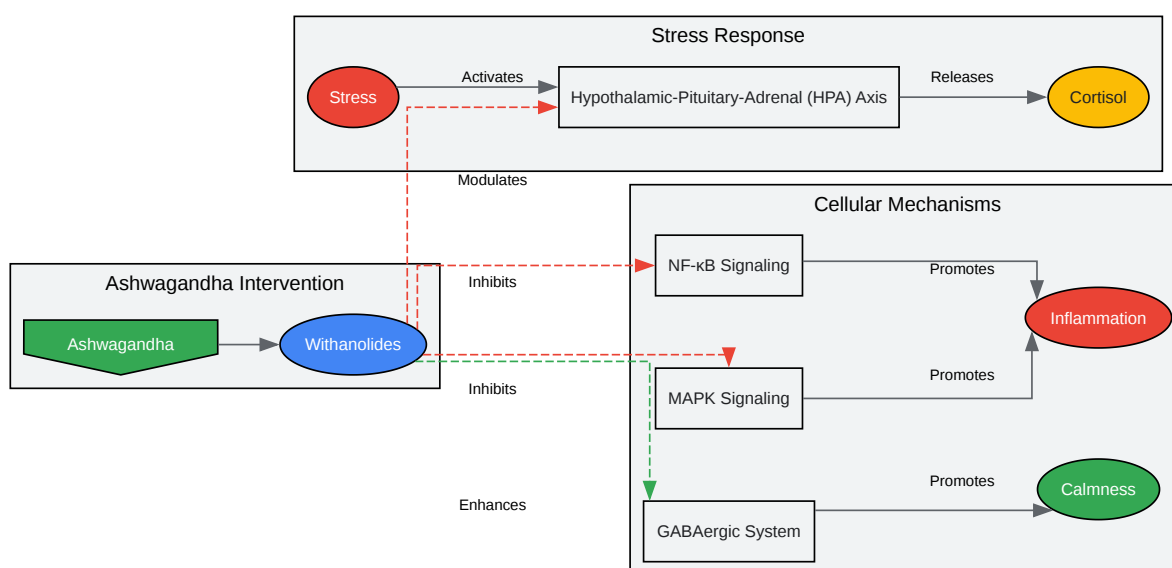 Stress Response
Stress
Activates
Hypothalamic-Pituitary-Adrenal (HPA) Axis
Releases
Cortisol
Modulates
Cellular Mechanisms
NF-κB Signaling
Promotes
Ashwagandha Intervention
Inhibits
Inflammation
Ashwagandha
Withanolides
Inhibits
MAPK Signaling
Promotes
Enhances
GABAergic System
Promotes
Calmness